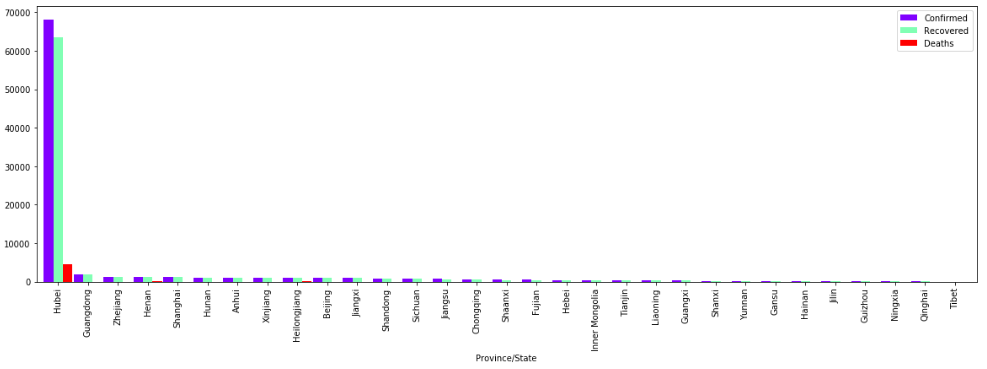 70000
60000
50000
40000
30000
20000
10000
0
Confirmed
Recovered
Deaths
Hubei
Guangdong
Zhejiang
Henan
Shanghai
Hunan
Anhui
Xinjiang
Heilongjiang
Beijing
Jiangxi
Shandong
Sichuan
Jiangsu
Chongqing
Shaanxi
Fujian
Hebei
Inner Mongolia
Tianjin
Liaoning
Guangxi
Shanxi
Yunnan
Gansu
Hainan
Jilin
Guizhou
Ningxia
Qinghai
Tibet
Province/State